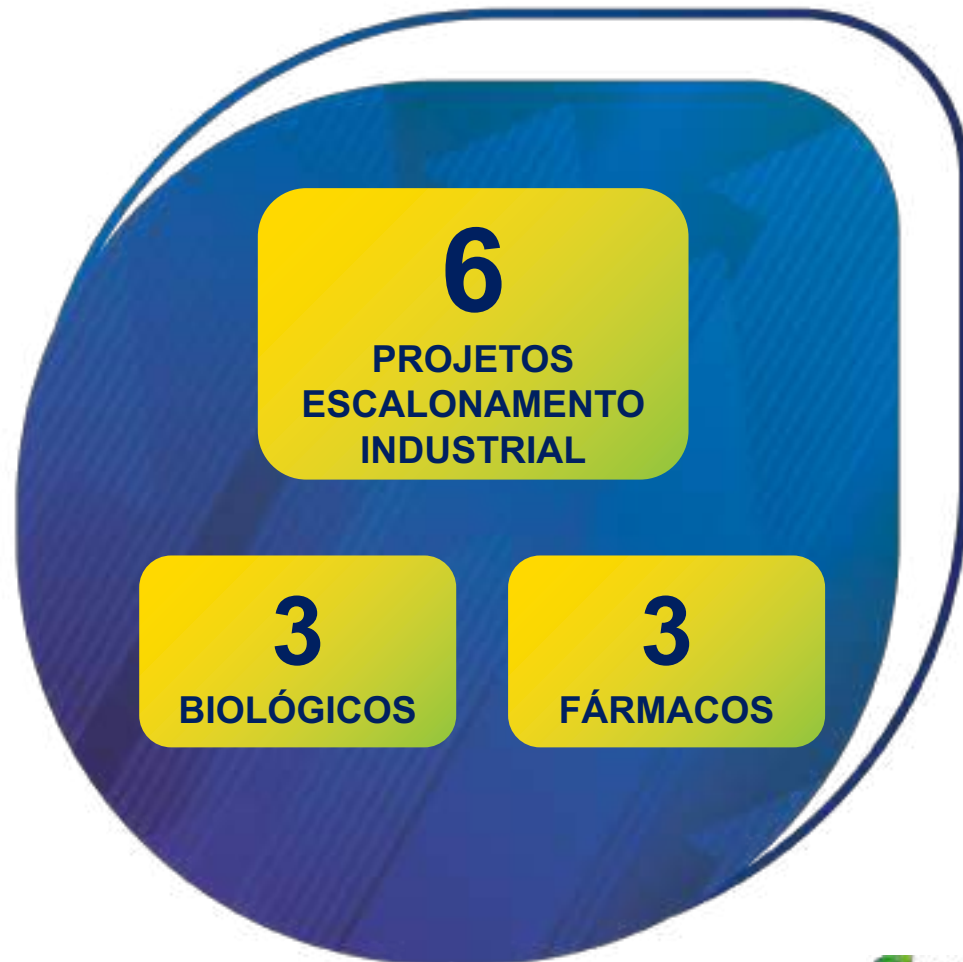 6
PROJETOS
ESCALONAMENTO
INDUSTRIAL
3
BIOLÓGICOS
3
FÁRMACOS